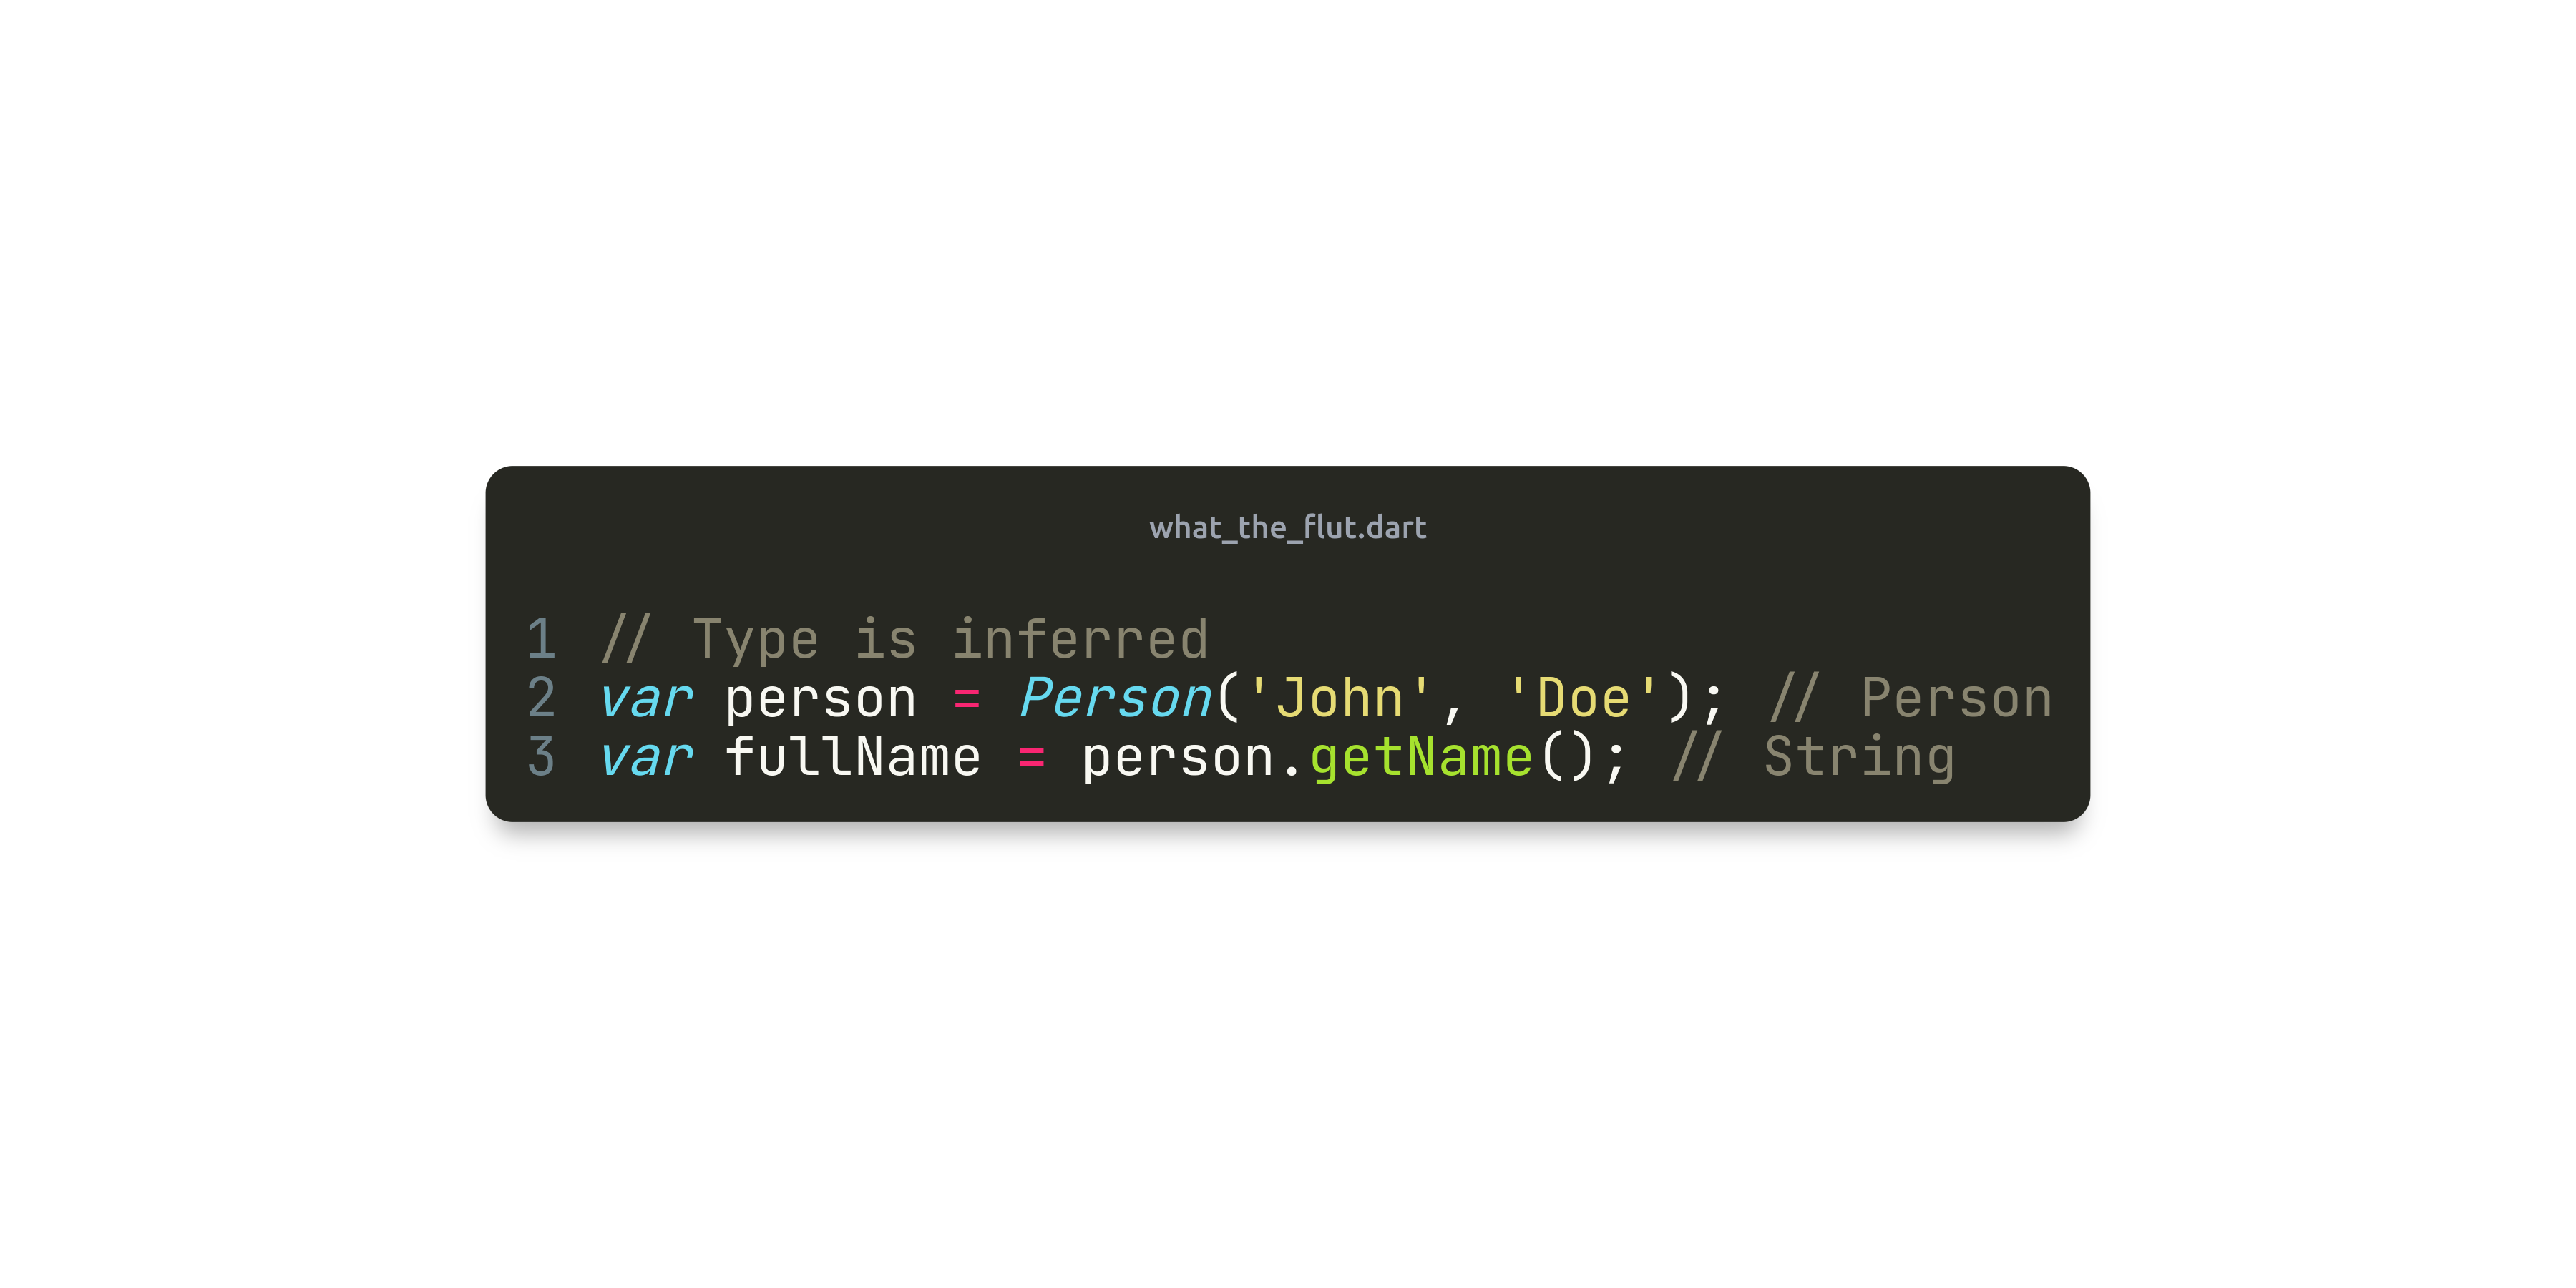 what_the_flut.dart
1 // Type is inferred
2 var person = Person('John', 'Doe'); // Person
3 var fullName = person.getName(); // String